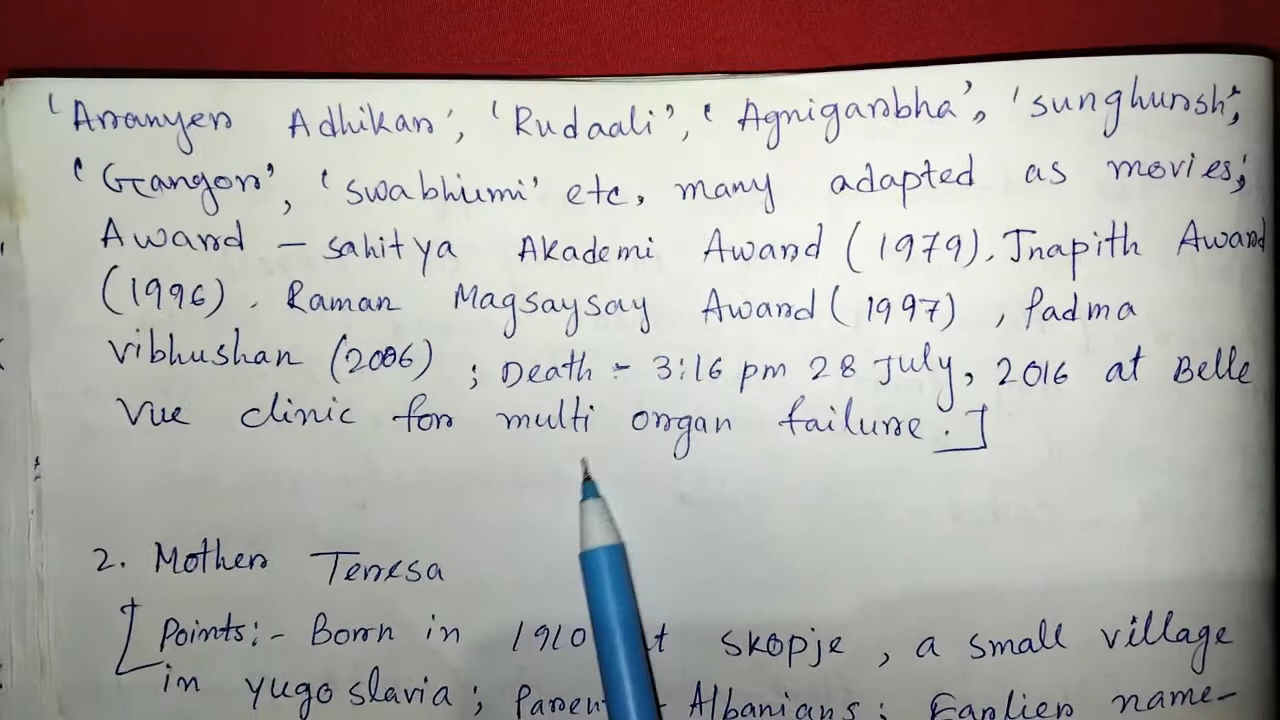 'Aranyer Adhikar', 'Rudaali', 'Agnigarbha', 'sunghursh',
'Gangor', 'swabhumi' etc, many adapted as movies;
Award - sahitya Akademi Award (1979), Jnapith Award
(1996), Raman Magsaysay Award (1997), Padma
vibhushan (2006) ; Death :- 3:16 pm 28 July, 2016 at Belle
Vue clinic for multi organ failure.]
2. Mother Teresa
[Points:- Born in 1910 at skopje, a small village
in yugoslavia; Albanians; Earlier name-